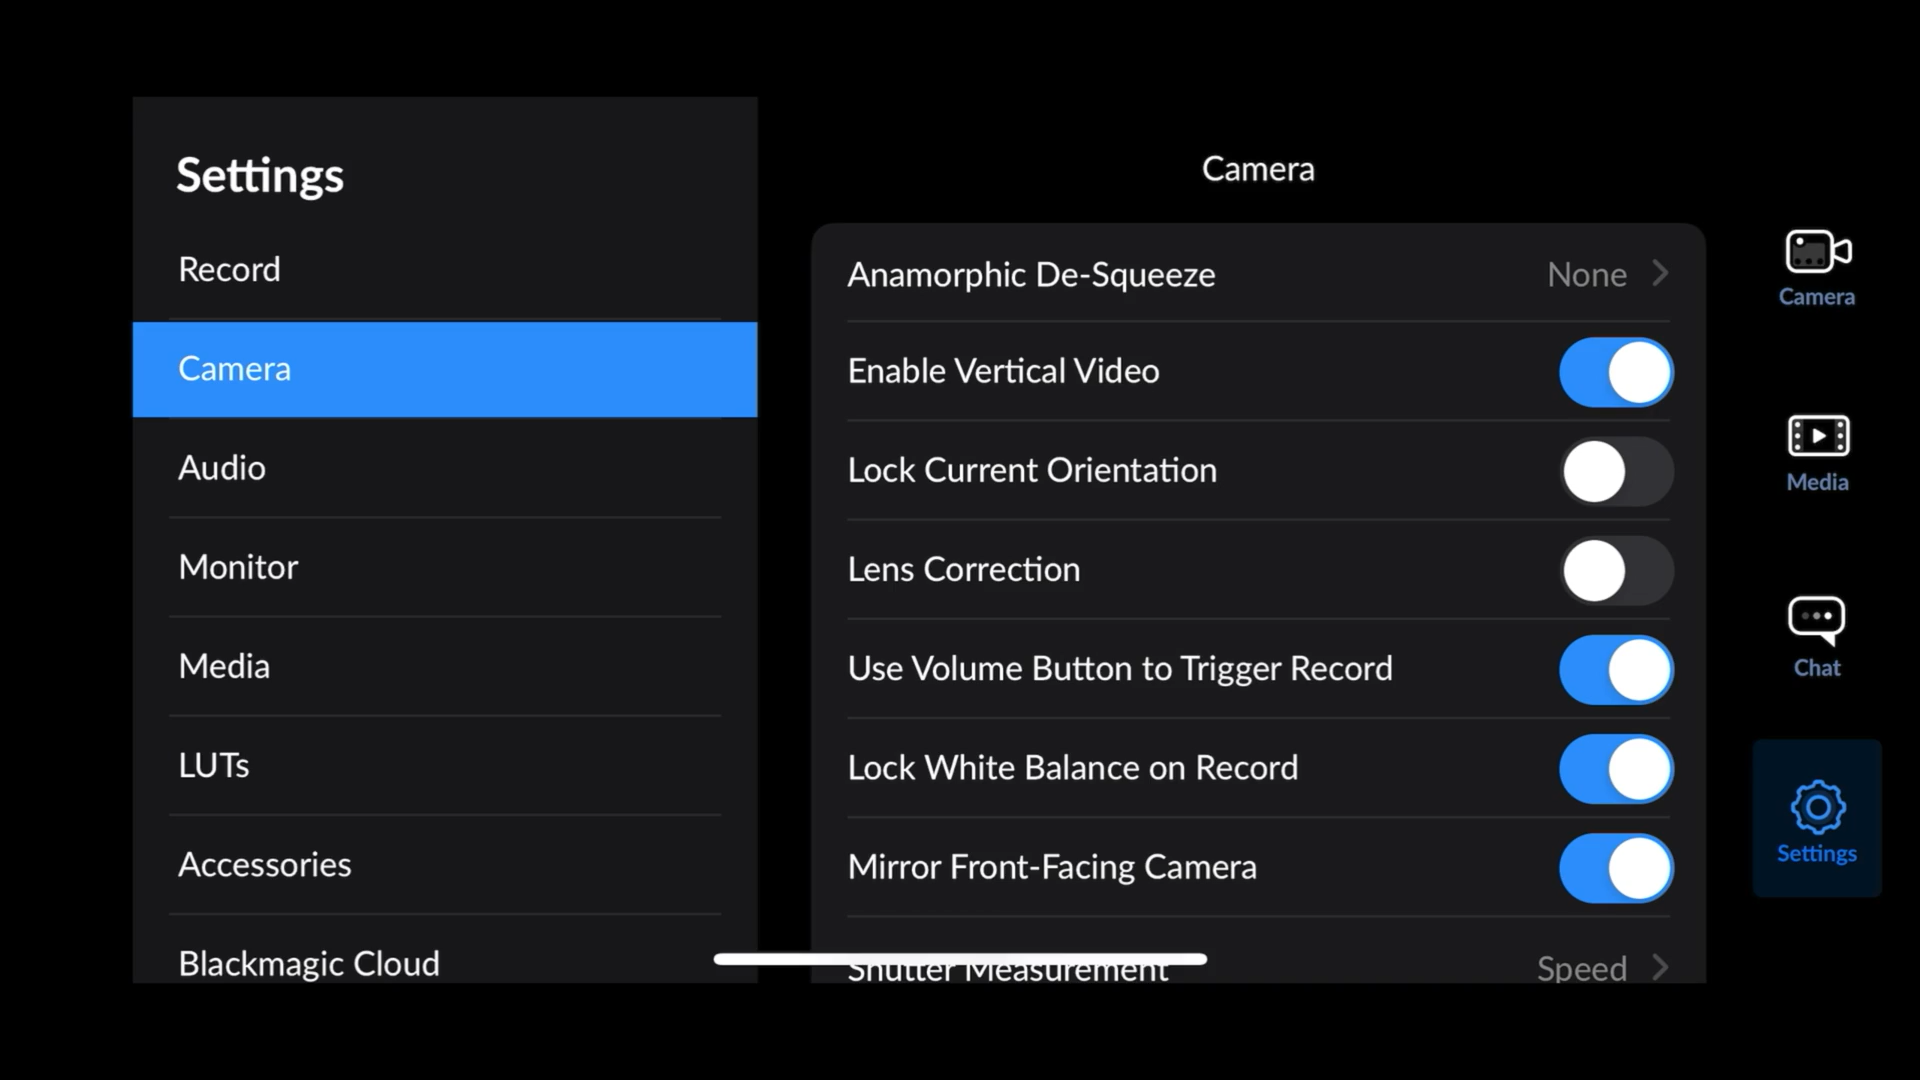 Settings
Record
Camera
Audio
Monitor
Media
LUTs
Accessories
Blackmagic Cloud
Camera
Anamorphic De-Squeeze None
Enable Vertical Video
Lock Current Orientation
Lens Correction
Use Volume Button to Trigger Record
Lock White Balance on Record
Mirror Front-Facing Camera
Shutter Measurement Speed
Camera
Media
Chat
Settings